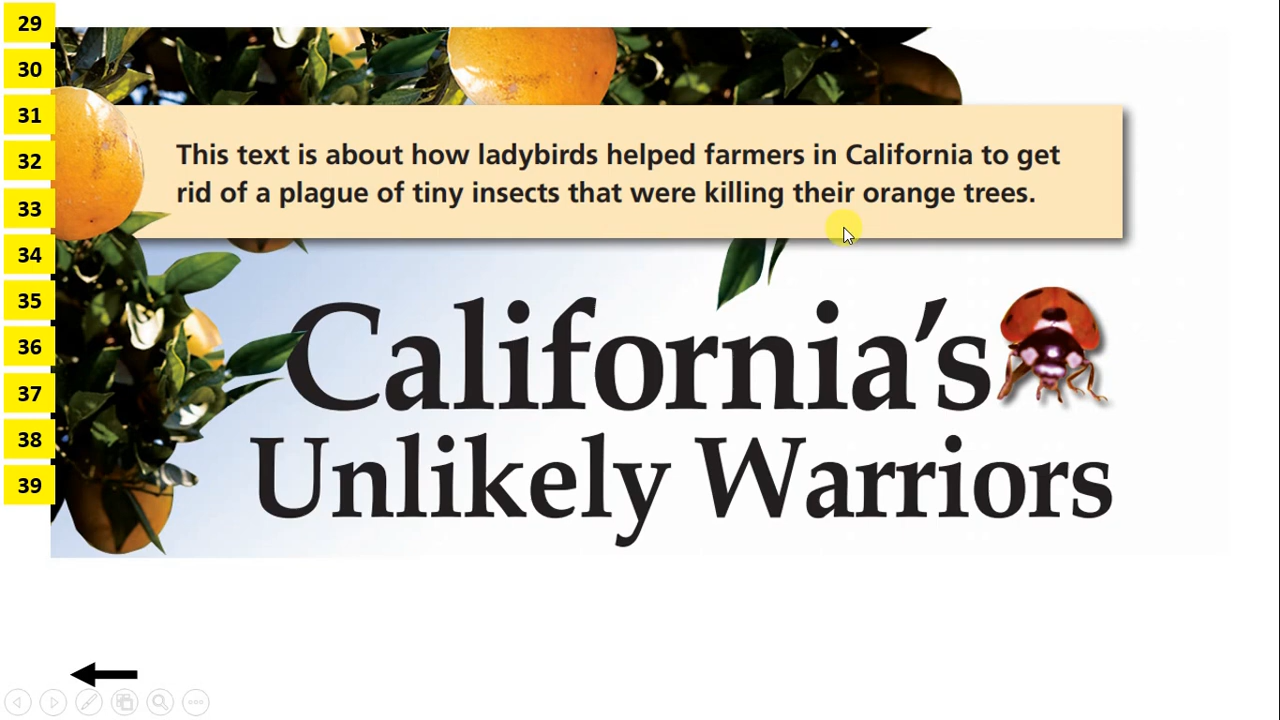 29
30
31
32
33
34
35
36
37
38
39
This text is about how ladybirds helped farmers in California to get
rid of a plague of tiny insects that were killing their orange trees.
California’s
Unlikely Warriors